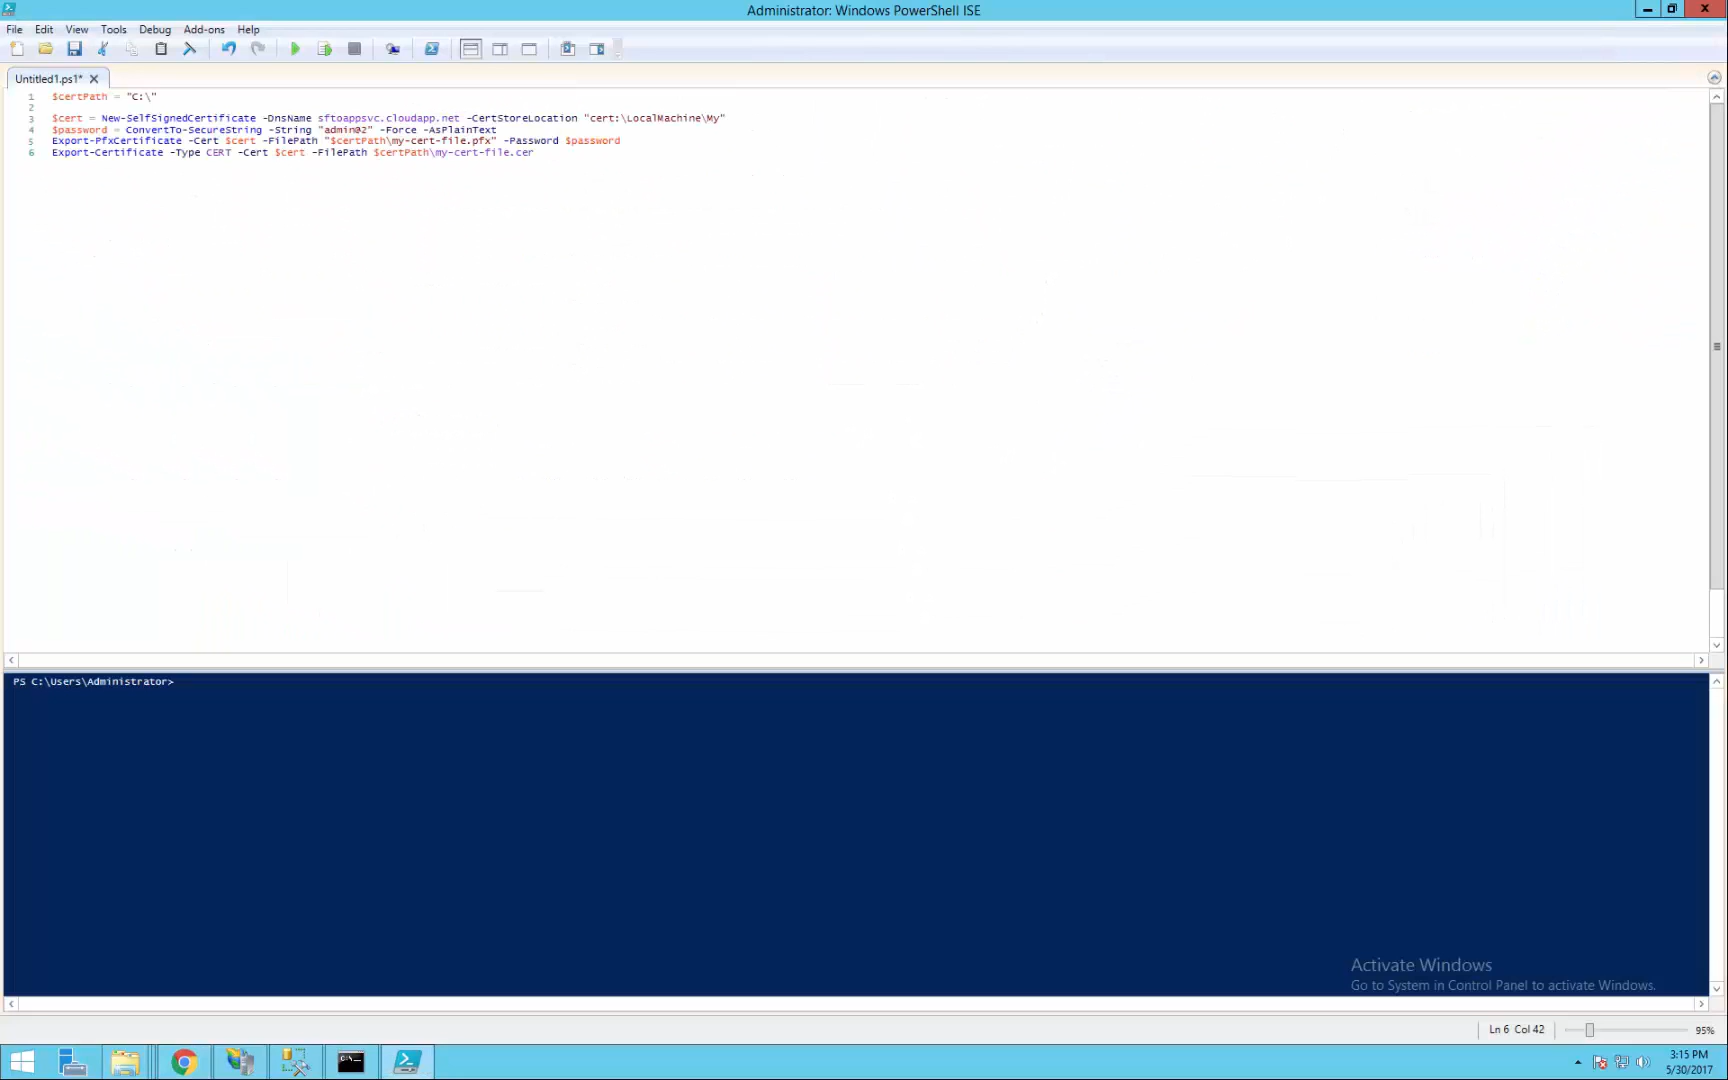 Administrator: Windows PowerShell ISE
File Edit View Tools Debug Add-ons Help
Untitled1.ps1*
1 $certPath = "C:\"
2
3 $cert = New-SelfSignedCertificate -DnsName sftoappsvc.cloudapp.net -CertStoreLocation "cert:\LocalMachine\My"
4 $password = ConvertTo-SecureString -String "admin@2" -Force -AsPlainText
5 Export-PfxCertificate -Cert $cert -FilePath "$certPath\my-cert-file.pfx" -Password $password
6 Export-Certificate -Type CERT -Cert $cert -FilePath $certPath\my-cert-file.cer
PS C:\Users\Administrator>
Activate Windows
Go to System in Control Panel to activate Windows.
Ln 6 Col 42 95%
3:15 PM
5/30/2017